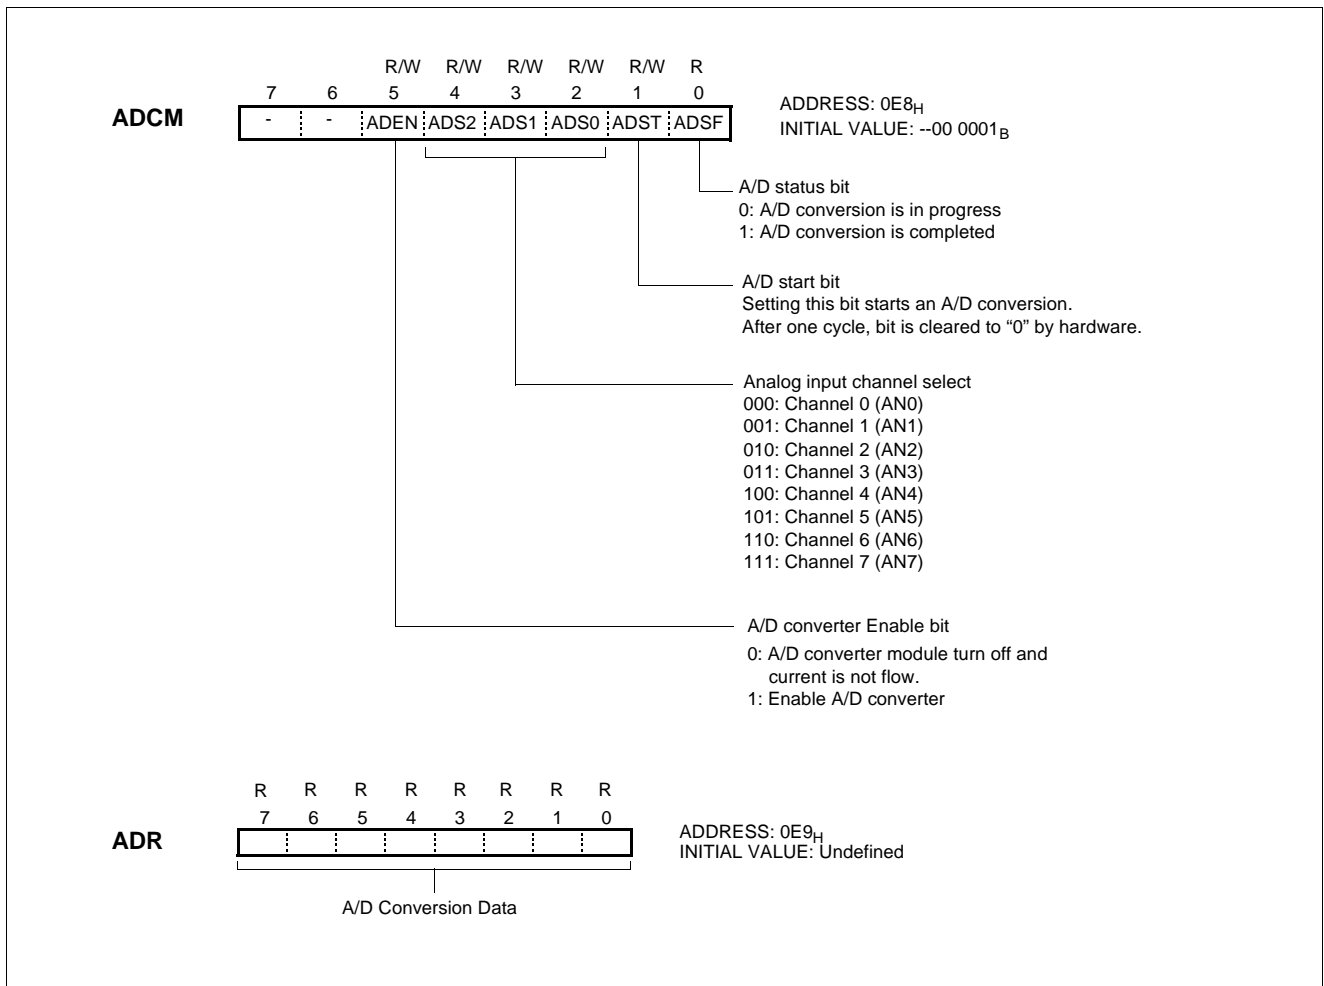 R/W R/W R/W R/W R/W R
7 6 5 4 3 2 1 0
ADCM
- - ADEN ADS2 ADS1 ADS0 ADST ADSF
ADDRESS: 0E8H
INITIAL VALUE: --00 0001B
A/D status bit
0: A/D conversion is in progress
1: A/D conversion is completed
A/D start bit
Setting this bit starts an A/D conversion.
After one cycle, bit is cleared to “0” by hardware.
Analog input channel select
000: Channel 0 (AN0)
001: Channel 1 (AN1)
010: Channel 2 (AN2)
011: Channel 3 (AN3)
100: Channel 4 (AN4)
101: Channel 5 (AN5)
110: Channel 6 (AN6)
111: Channel 7 (AN7)
A/D converter Enable bit
0: A/D converter module turn off and
current is not flow.
1: Enable A/D converter
R R R R R R R R
7 6 5 4 3 2 1 0
ADR
ADDRESS: 0E9H
INITIAL VALUE: Undefined
A/D Conversion Data